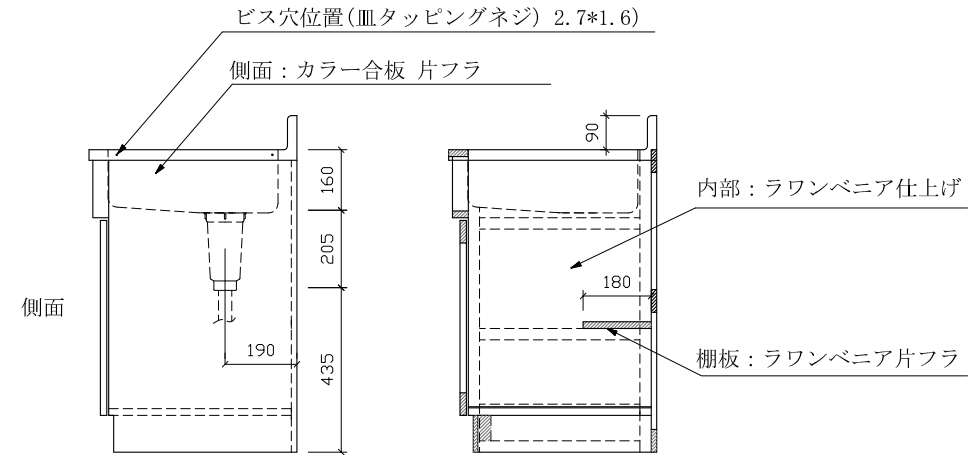 ビス穴位置(皿タッピングネジ) 2.7*1.6)
側面：カラー合板 片フラ
90
160
内部：ラワンベニア仕上げ
205
180
側面
190
435
棚板：ラワンベニア片フラ